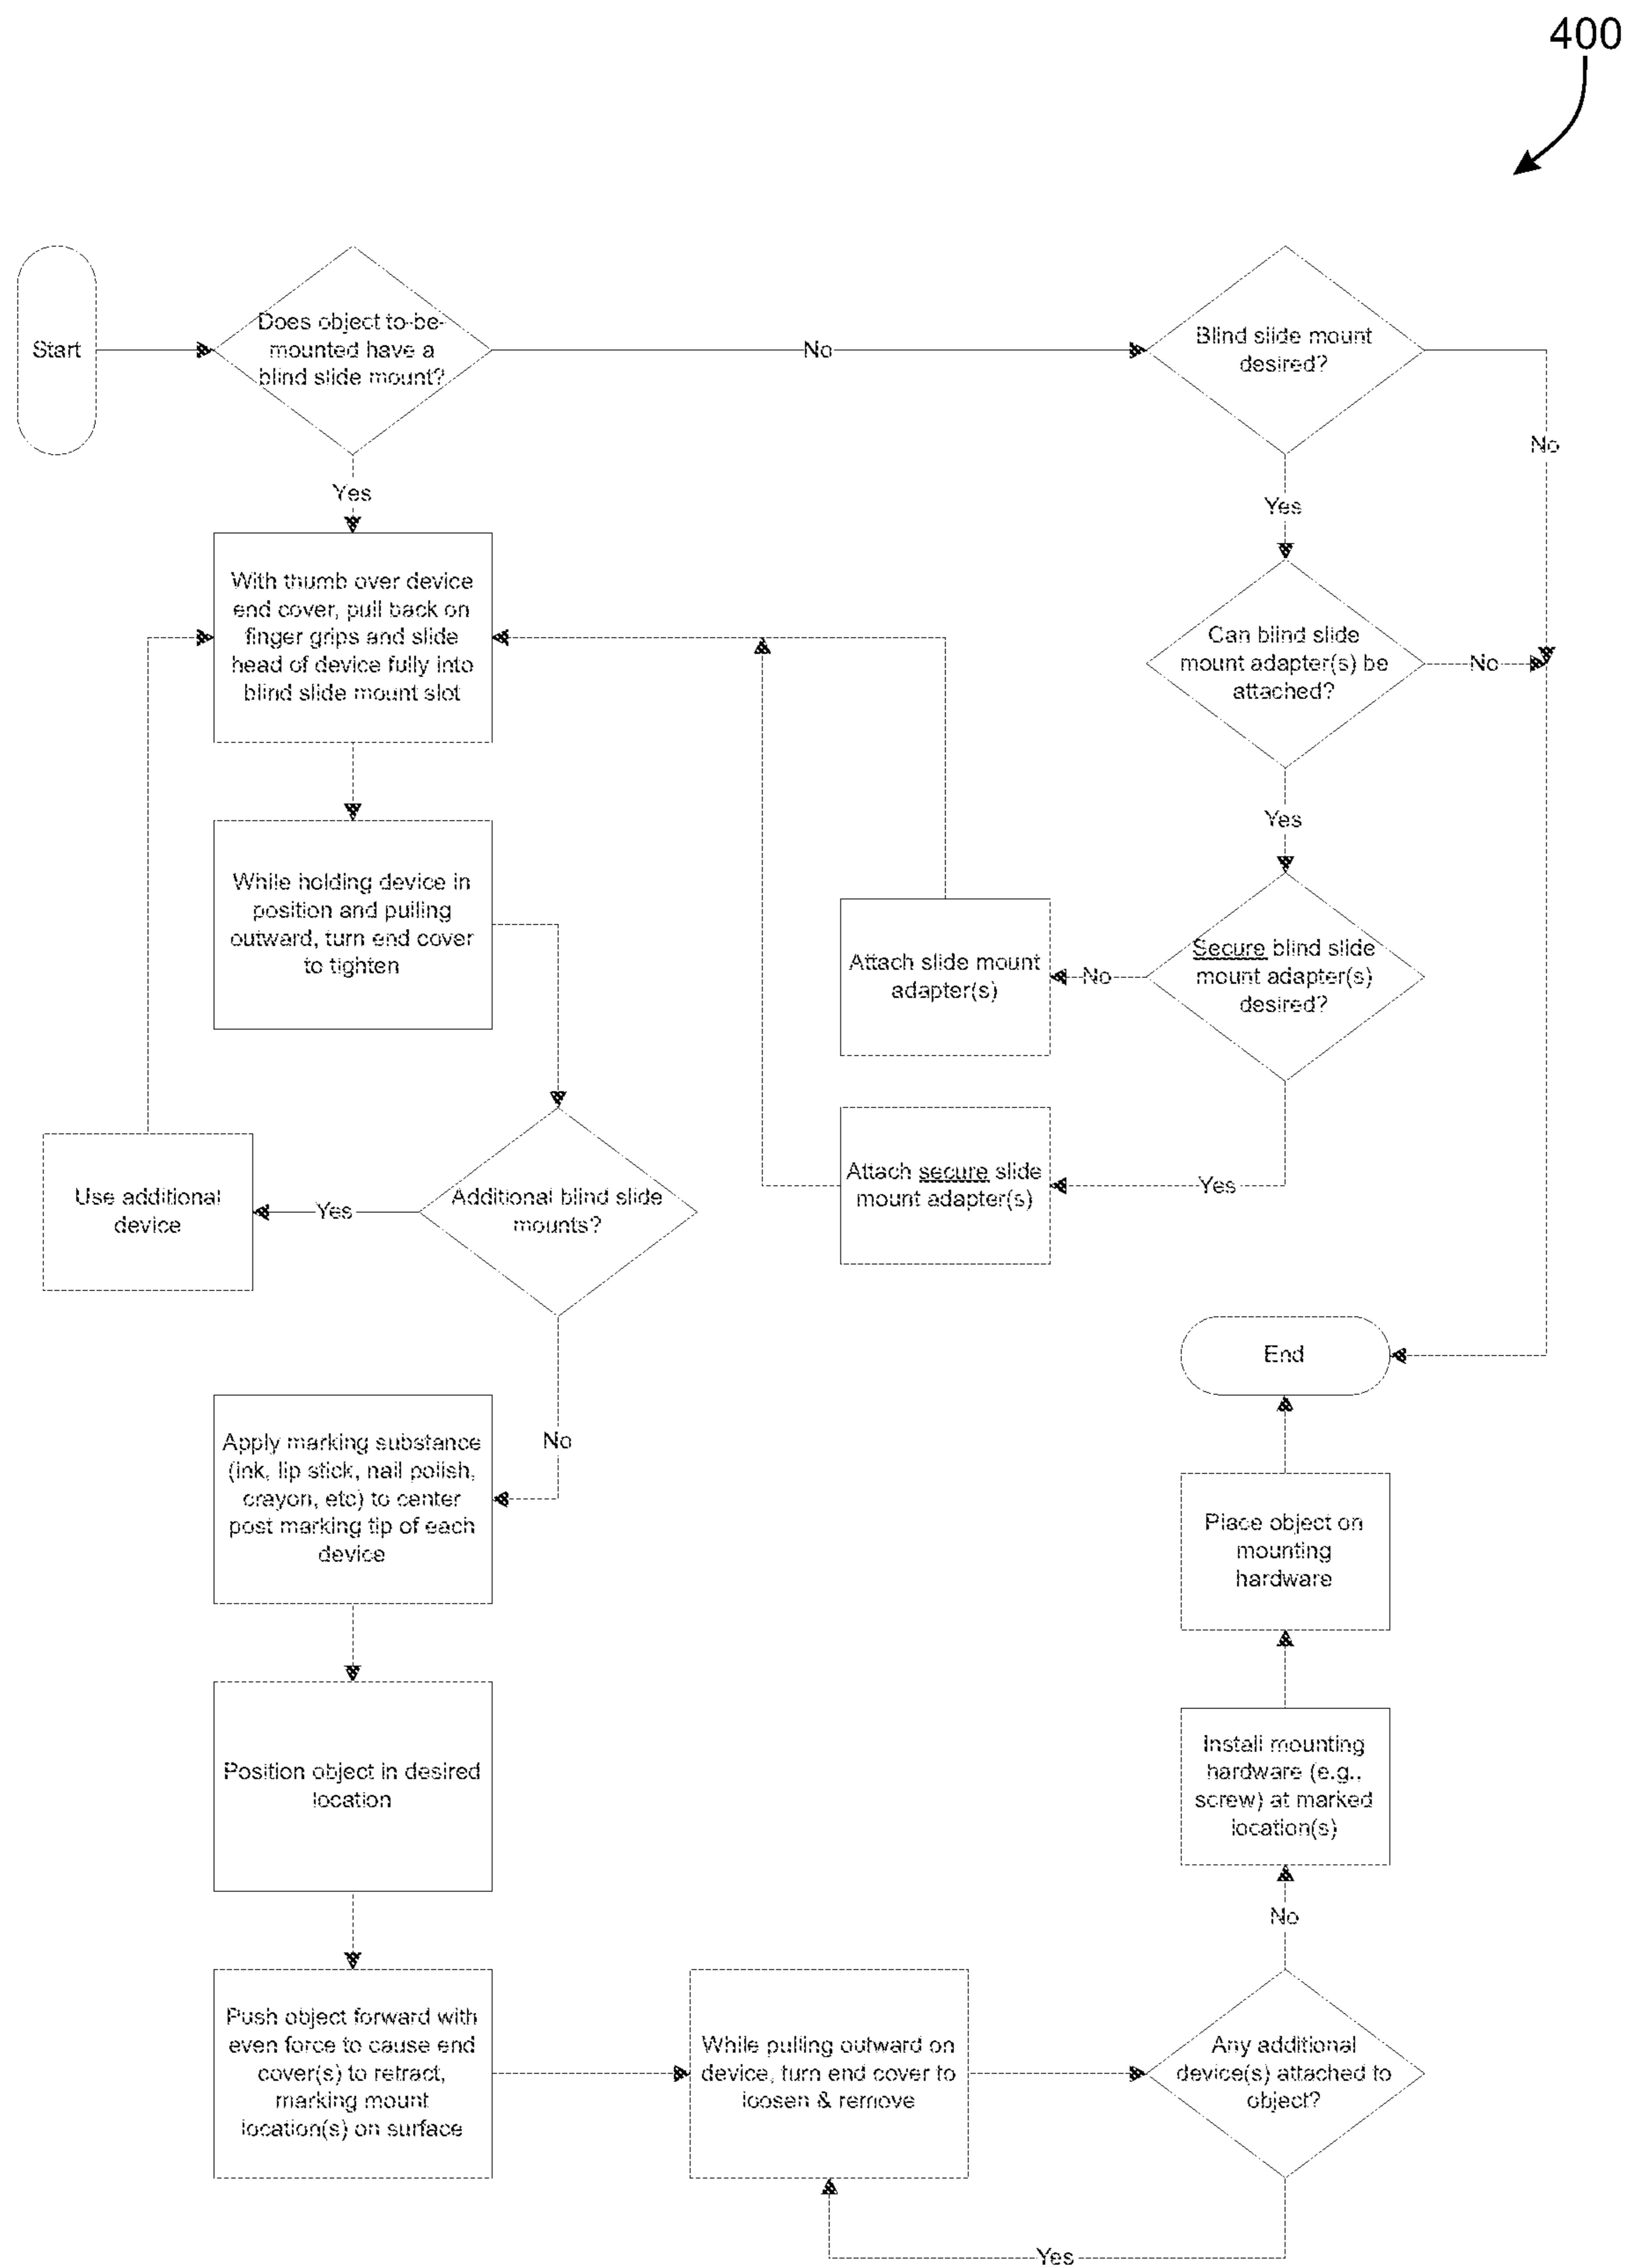 400
Start
Does object to-be-
mounted have a
blind slide mount?
No
Blind slide mount
desired?
No
Yes
Yes
With thumb over device
end cover, pull back on
finger grips and slide
head of device fully into
blind slide mount slot
Can blind slide
mount adapter(s) be
attached?
No
Yes
While holding device in
position and pulling
outward, turn end cover
to tighten
Attach slide mount
adapter(s)
No
Secure blind slide
mount adapter(s)
desired?
Use additional
device
Yes
Additional blind slide
mounts?
Attach secure slide
mount adapter(s)
Yes
End
No
Apply marking substance
(ink, lip stick, nail polish,
crayon, etc) to center
post marking tip of each
device
Place object on
mounting
hardware
Position object in desired
location
Install mounting
hardware (e.g.,
screw) at marked
location(s)
No
Push object forward with
even force to cause end
cover(s) to retract,
marking mount
location(s) on surface
While pulling outward on
device, turn end cover to
loosen & remove
Any additional
device(s) attached to
object?
Yes